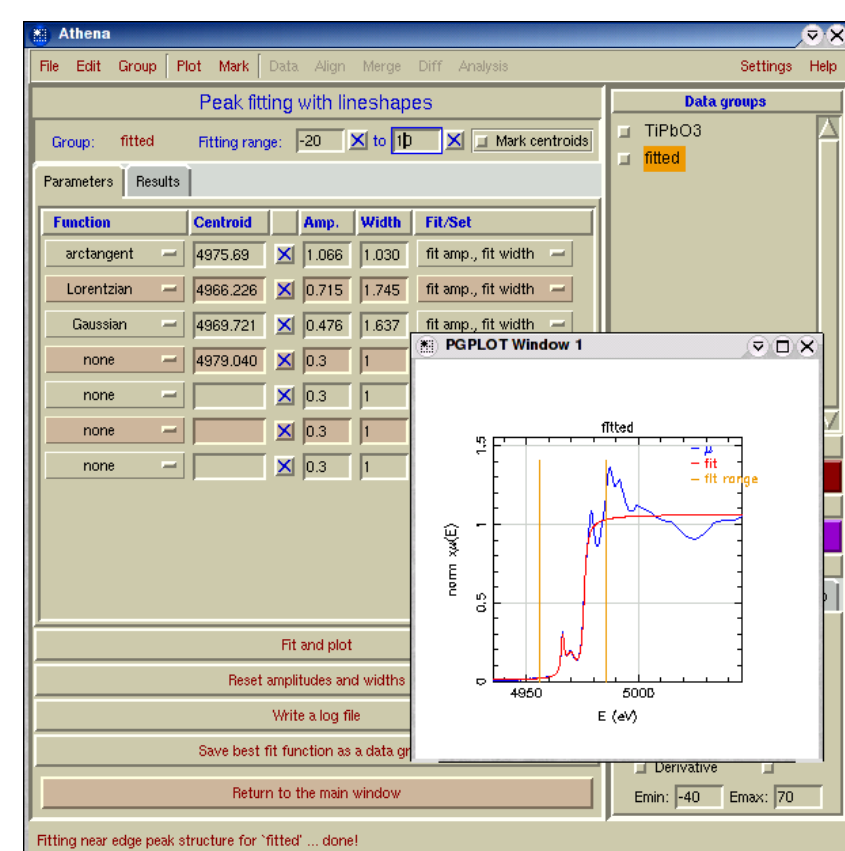 Athena
File Edit Group Plot Mark Data Align Merge Diff Analysis Settings Help
Peak fitting with lineshapes
Data groups
Group: fitted Fitting range: -20 to 10 Mark centroids
TiPbO3
fitted
Parameters Results
Function Centroid Amp. Width Fit/Set
arctangent 4975.69 1.066 1.030 fit amp., fit width
Lorentzian 4966.226 0.715 1.745 fit amp., fit width
Gaussian 4969.721 0.476 1.637 fit amp., fit width
none 4979.040 0.3 1
none 0.3 1
none 0.3 1
none 0.3 1
PGPLOT Window 1
fitted
μ
fit
fit range
norm xμ(E)
1.5
1
0.5
0
4950 5000
E (eV)
Fit and plot
Reset amplitudes and widths
Write a log file
Save best fit function as a data gr
Return to the main window
Derivative
Emin: -40 Emax: 70
Fitting near edge peak structure for `fitted' ... done!